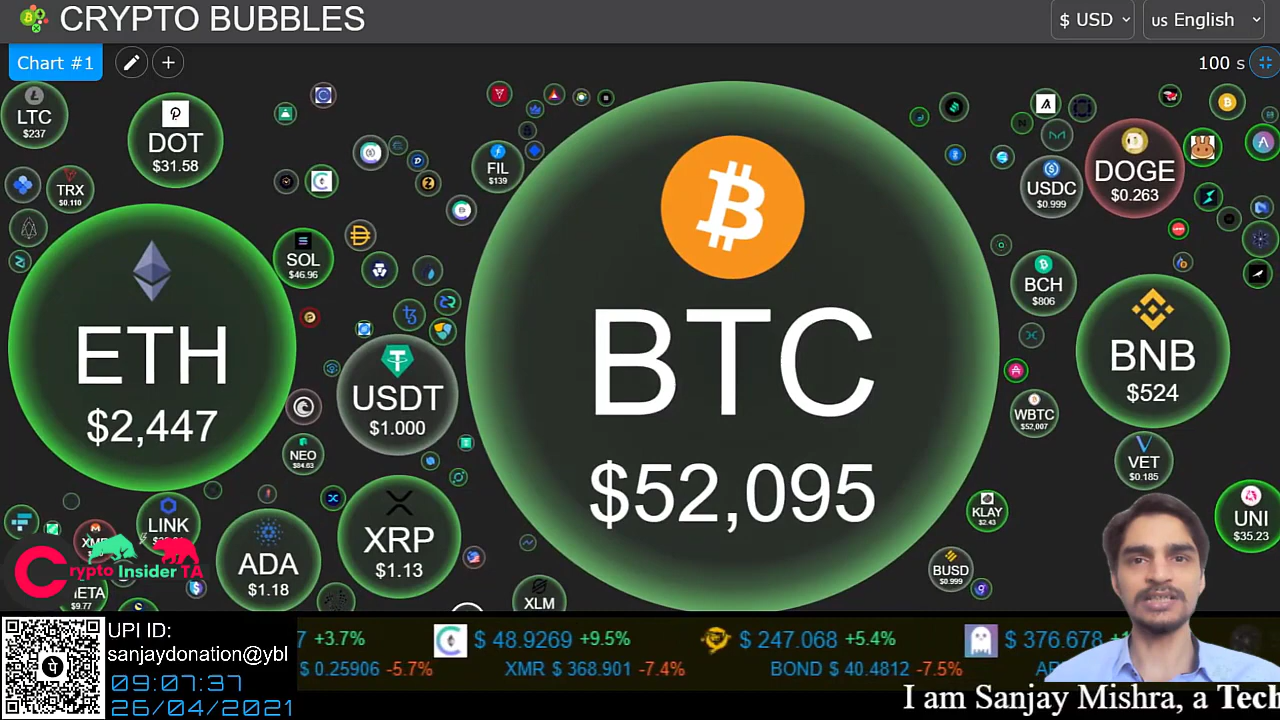 CRYPTO BUBBLES
$ USD
us English
Chart #1
100 s
LTC
$237
DOT
$31.58
TRX
$0.110
FIL
$139
USDC
$0.999
DOGE
$0.263
SOL
$46.96
BCH
$806
ETH
$2,447
BTC
$52,095
BNB
$524
USDT
$1.000
WBTC
$52,007
NEO
$84.63
VET
$0.185
LINK
XRP
$1.13
ADA
$1.18
KLAY
$2.43
UNI
$35.23
BUSD
$0.999
XLM
$9.77
Crypto Insider TA
UPI ID:
sanjaydonation@ybl
09:07:37
26/04/2021
7 +3.7%
$ 48.9269 +9.5%
$ 247.068 +5.4%
$ 376.678
$ 0.25906 -5.7%
XMR $ 368.901 -7.4%
BOND $ 40.4812 -7.5%
I am Sanjay Mishra, a Tech